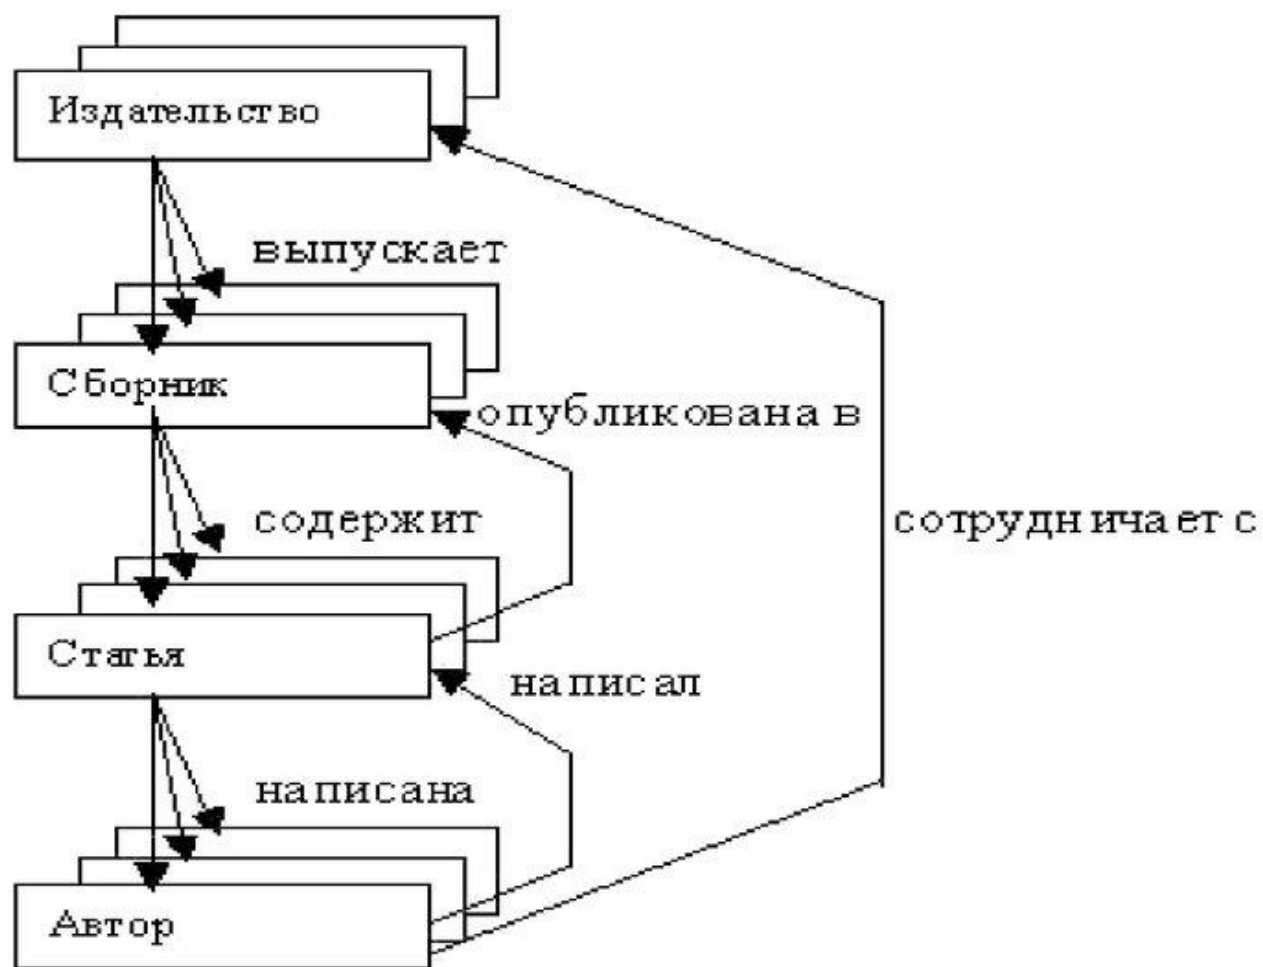 Издательство
выпускает
Сборник
опубликована в
содержит
сотрудничает с
Статья
написал
написана
Автор